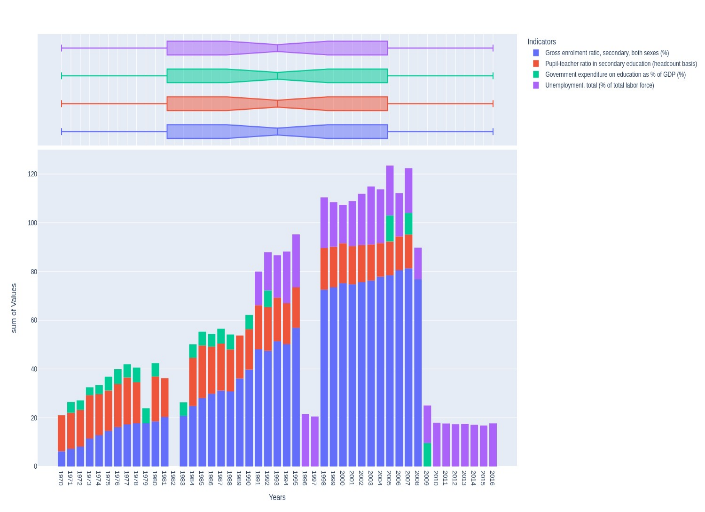 Indicators
Gross enrolment ratio, secondary, both sexes (%)
Pupil-teacher ratio in secondary education (headcount basis)
Government expenditure on education as % of GDP (%)
Unemployment, total (% of total labor force)
120
100
80
60
40
20
0
sum of Values
1970 1971 1972 1973 1974 1975 1976 1977 1978 1979 1980 1981 1982 1983 1984 1985 1986 1987 1988 1989 1990 1991 1992 1993 1994 1995 1996 1997 1998 1999 2000 2001 2002 2003 2004 2005 2006 2007 2008 2009 2010 2011 2012 2013 2014 2015 2016
Years